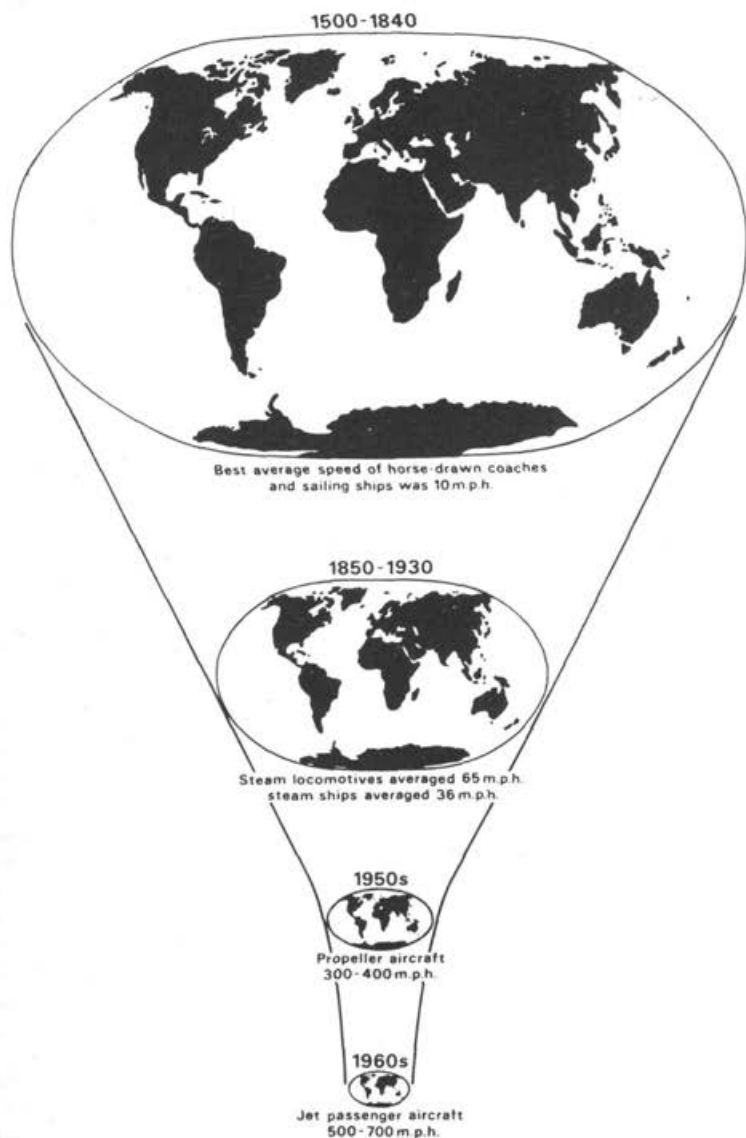 1500-1840
Best average speed of horse-drawn coaches
and sailing ships was 10 m.p.h.
1850-1930
Steam locomotives averaged 65 m.p.h.
steam ships averaged 36 m.p.h.
1950s
Propeller aircraft
300-400 m.p.h.
1960s
Jet passenger aircraft
500-700 m.p.h.